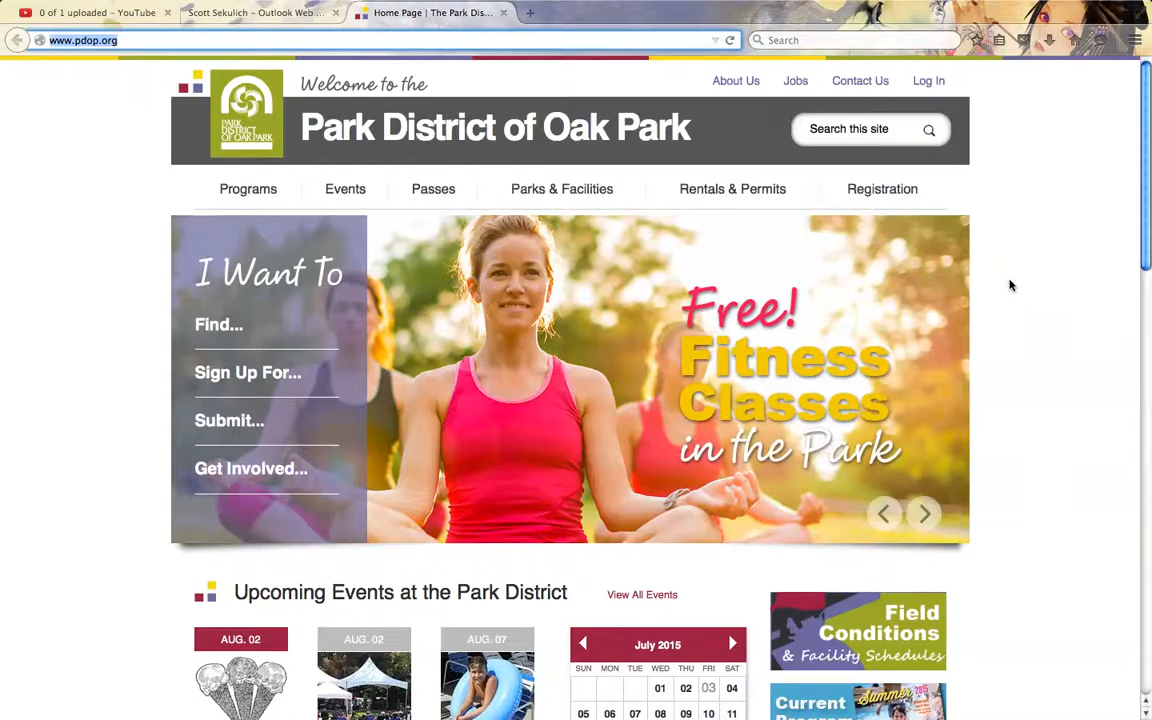 0 of 1 uploaded – YouTube
Scott Sekulich – Outlook Web ...
Home Page | The Park Dis...
www.pdop.org
Search
Welcome to the
About Us
Jobs
Contact Us
Log In
PARK
DISTRICT
OF OAK PARK
Park District of Oak Park
Search this site
Programs
Events
Passes
Parks & Facilities
Rentals & Permits
Registration
I Want To
Find...
Sign Up For...
Submit...
Get Involved...
Free!
Fitness
Classes
in the Park
Upcoming Events at the Park District
View All Events
AUG. 02
AUG. 02
AUG. 07
July 2015
SUN MON TUE WED THU FRI SAT
01 02 03 04
05 06 07 08 09 10 11
Field
Conditions
& Facility Schedules
Current
Summer
2015